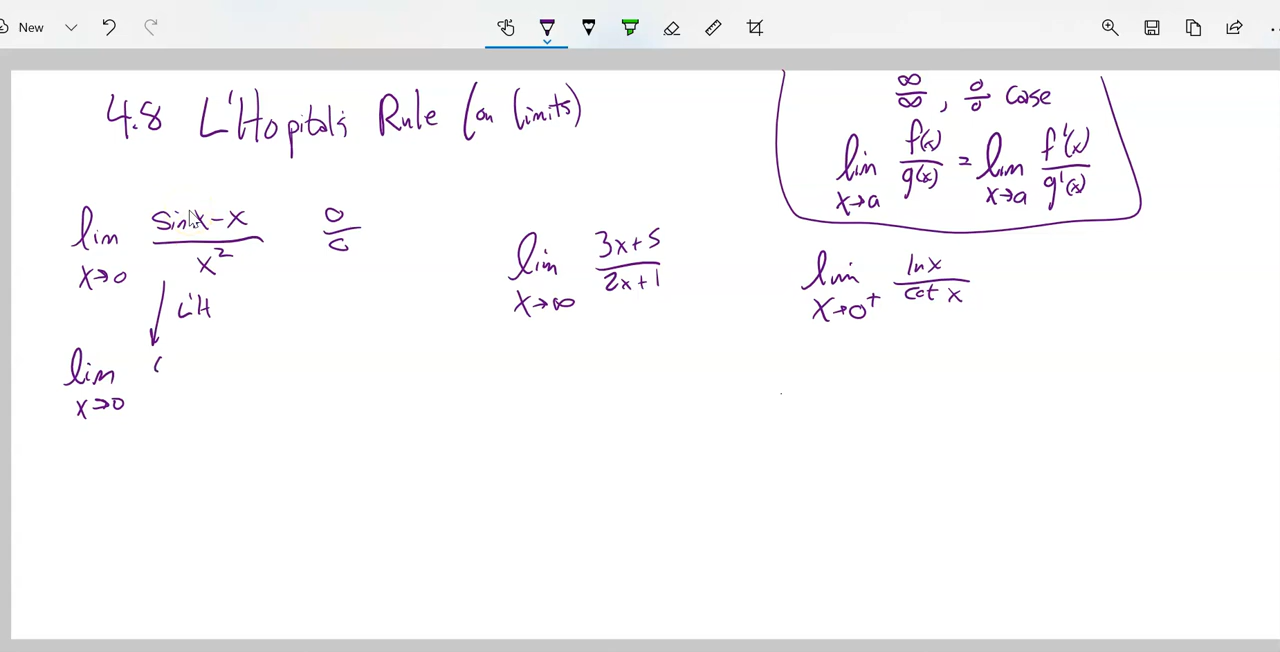 New
4.8 L'Hopital's Rule (on limits)
∞/∞, 0/0 case
lim x→a f(x)/g(x) = lim x→a f'(x)/g'(x)
lim x→0 (sin x - x)/x² 0/0
lim x→∞ (3x+5)/(2x+1)
lim x→0⁺ ln x/cot x
L'H
lim x→0 (